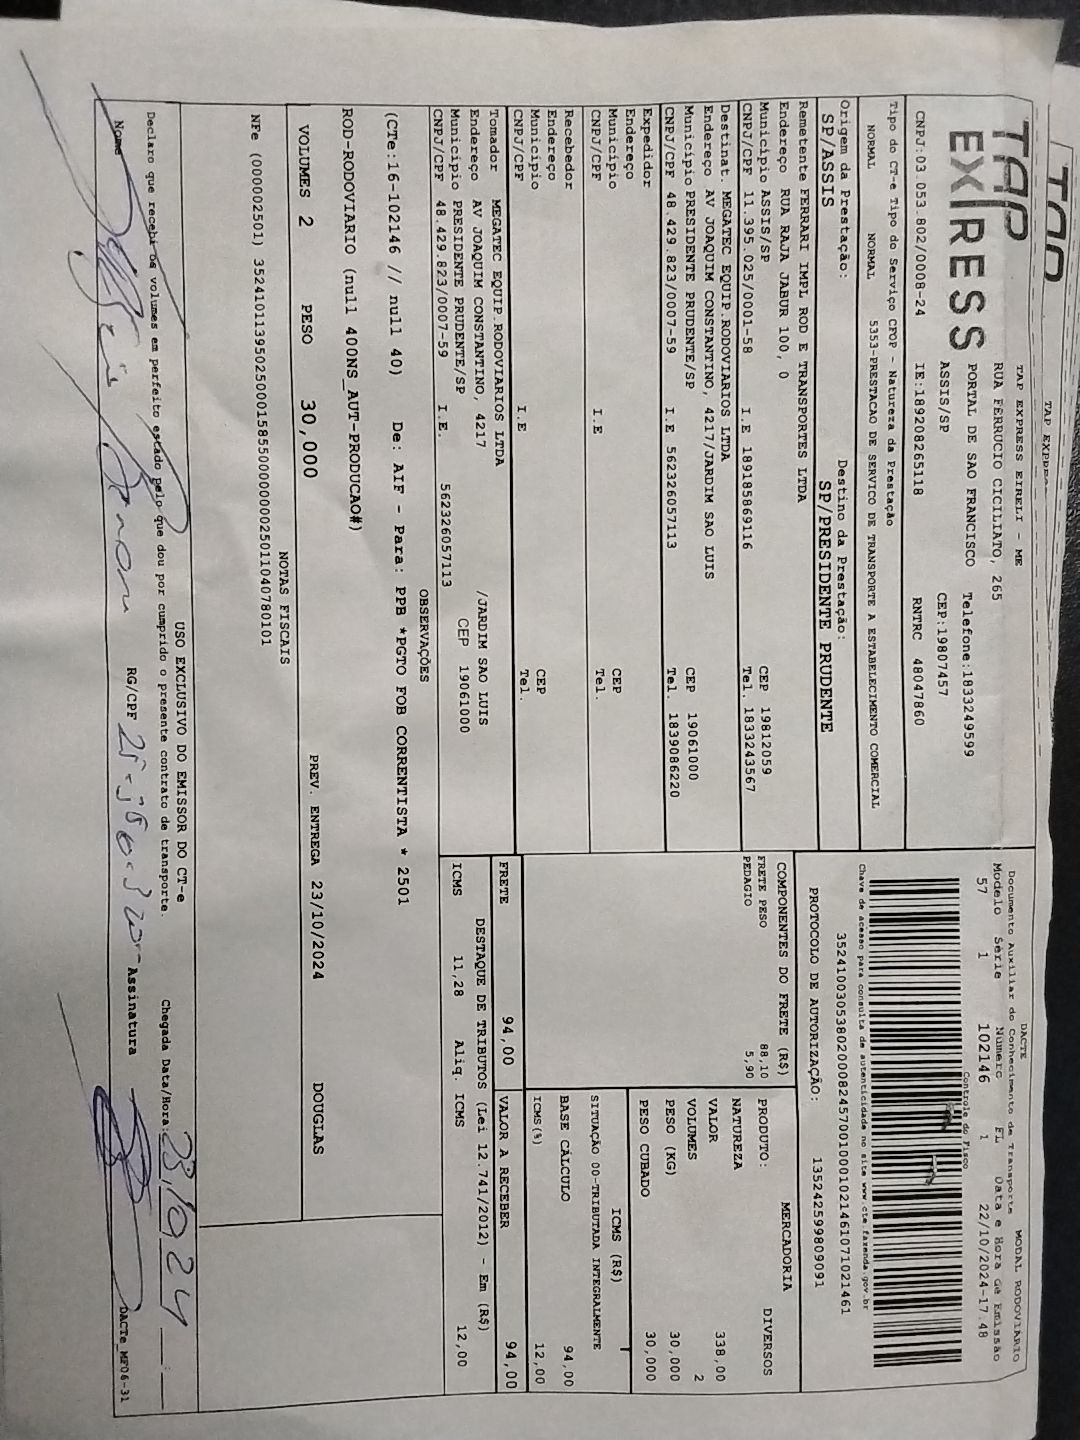 TAP EXPRESS
TAP EXPRESS EIRELI - ME
RUA FERRUCIO CICILIATO, 265
PORTAL DE SAO FRANCISCO Telefone:1833249599
ASSIS/SP CEP:19807457
CNPJ:03.053.802/0008-24 IE:189208265118 RNTRC 48047860
Tipo do CT-e Tipo do Serviço CFOP - Natureza da Prestação
NORMAL NORMAL 5353-PRESTACAO DE SERVICO DE TRANSPORTE A ESTABELECIMENTO COMERCIAL
Origem da Prestação: Destino da Prestação:
SP/ASSIS SP/PRESIDENTE PRUDENTE
Remetente FERRARI IMPL ROD E TRANSPORTES LTDA
Endereço RUA RAJA JABUR 100, 0
Municipio ASSIS/SP CEP 19812059
CNPJ/CPF 11.395.025/0001-58 I.E 189185869116 Tel. 1833243567
Destinat. MEGATEC EQUIP.RODOVIARIOS LTDA
Endereço AV JOAQUIM CONSTANTINO, 4217/JARDIM SAO LUIS
Municipio PRESIDENTE PRUDENTE/SP CEP 19061000
CNPJ/CPF 48.429.823/0007-59 I.E 562326057113 Tel. 1839086220
Expedidor
Endereço
Municipio CEP
CNPJ/CPF I.E Tel.
Recebedor
Endereço
Municipio CEP
CNPJ/CPF I.E Tel.
Tomador MEGATEC EQUIP.RODOVIARIOS LTDA
Endereço AV JOAQUIM CONSTANTINO, 4217 /JARDIM SAO LUIS
Municipio PRESIDENTE PRUDENTE/SP CEP 19061000
CNPJ/CPF 48.429.823/0007-59 I.E. 562326057113
DACTE MODAL RODOVIÁRIO
Documento Auxiliar do Conhecimento de Transporte
Modelo Série Número FL Data e Hora de Emissão
57 1 102146 1 22/10/2024-17:48
Controle do Fisco
Chave de acesso para consulta de autenticidade no site www.cte.fazenda.gov.br
35241003053802000824570010001021461071021461
PROTOCOLO DE AUTORIZAÇÃO: 135242599809091
COMPONENTES DO FRETE (R$)
FRETE PESO 88,10
PEDAGIO 5,90
MERCADORIA
PRODUTO: DIVERSOS
NATUREZA
VALOR 338,00
VOLUMES 2
PESO (KG) 30,000
PESO CUBADO 30,000
ICMS (R$)
SITUAÇÃO 00-TRIBUTADA INTEGRALMENTE
BASE CÁLCULO 94,00
ICMS(%) 12,00
FRETE 94,00 VALOR A RECEBER 94,00
DESTAQUE DE TRIBUTOS (Lei 12.741/2012) - Em (R$)
ICMS 11,28 Aliq. ICMS 12,00
OBSERVAÇÕES
(CTe:16-102146 // null 40) De: AIF - Para: PPB *PGTO FOB CORRENTISTA * 2501
ROD-RODOVIARIO (null 400NS_AUT-PRODUCAO#)
VOLUMES 2 PESO 30,000 PREV. ENTREGA 23/10/2024 DOUGLAS
NOTAS FISCAIS
NFe (000002501) 35241011395025000158550000000025011040780101
USO EXCLUSIVO DO EMISSOR DO CT-e
Declaro que recebi os volumes em perfeito estado pelo que dou por cumprido o presente contrato de transporte. Chegada Data/Hora: 23/10/24
Nome RG/CPF Assinatura
DACTe_MF06-31